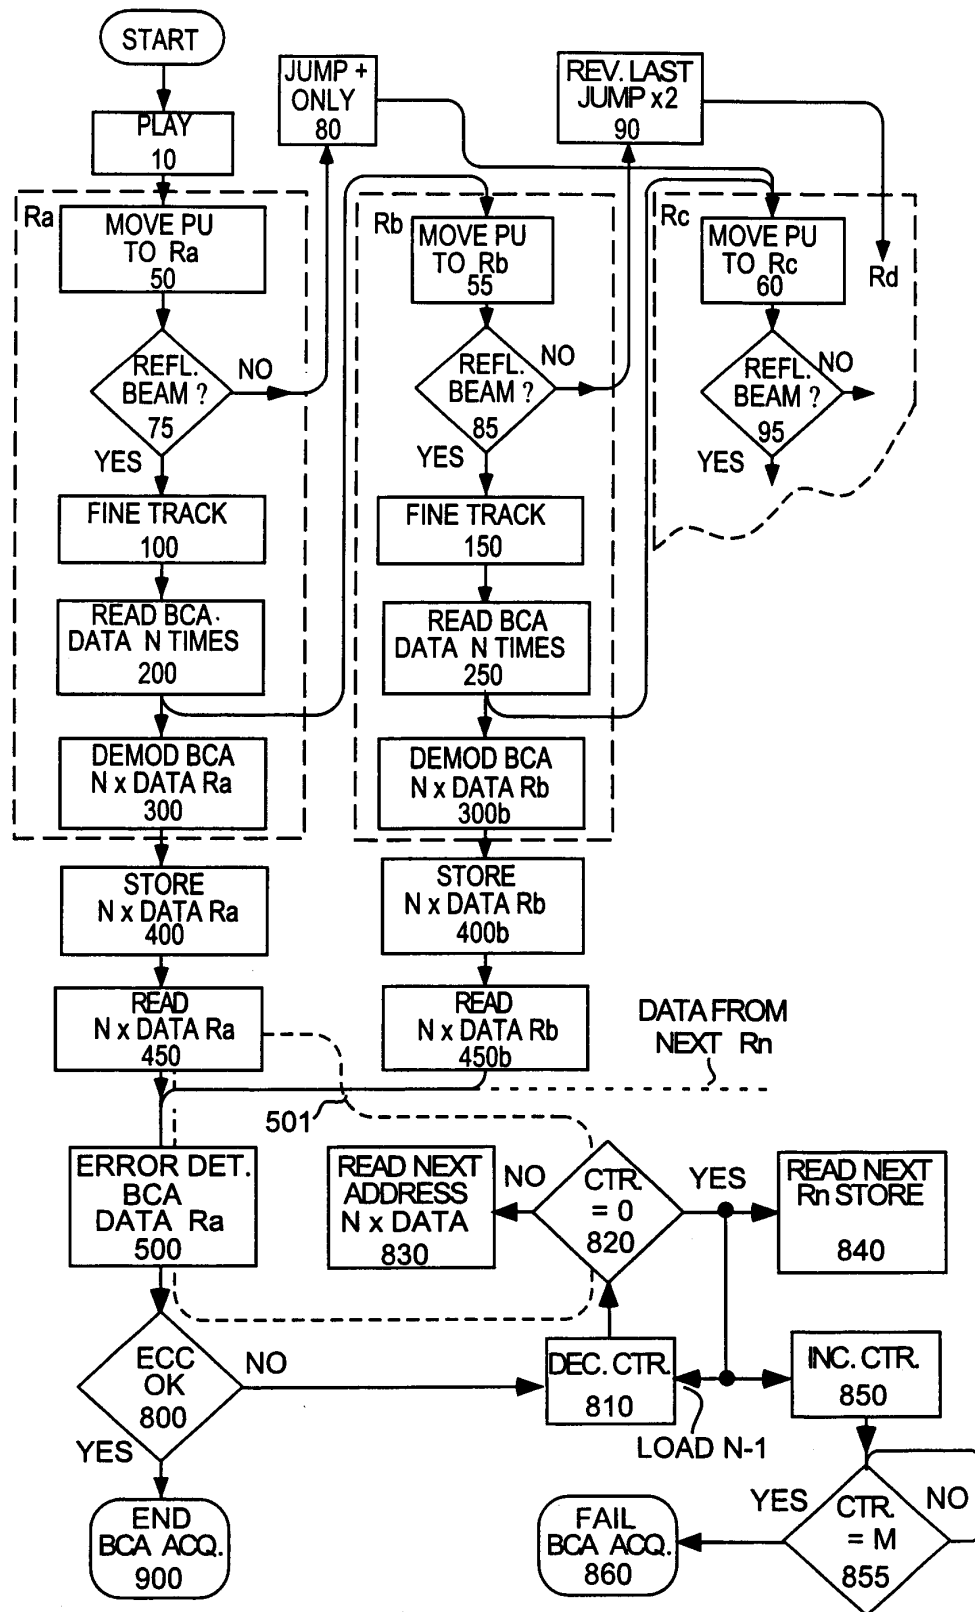 START
PLAY
10
JUMP +
ONLY
80
REV. LAST
JUMP x2
90
Ra
MOVE PU
TO Ra
50
Rb
MOVE PU
TO Rb
55
Rc
MOVE PU
TO Rc
60
Rd
REFL.
BEAM ?
75
NO
YES
REFL.
BEAM ?
85
NO
YES
REFL.
BEAM ?
95
NO
YES
FINE TRACK
100
FINE TRACK
150
READ BCA
DATA N TIMES
200
READ BCA
DATA N TIMES
250
DEMOD BCA
N x DATA Ra
300
DEMOD BCA
N x DATA Rb
300b
STORE
N x DATA Ra
400
STORE
N x DATA Rb
400b
READ
N x DATA Ra
450
READ
N x DATA Rb
450b
DATA FROM
NEXT Rn
501
ERROR DET.
BCA
DATA Ra
500
READ NEXT
ADDRESS
N x DATA
830
NO
CTR.
= 0
820
YES
READ NEXT
Rn STORE
840
ECC
OK
800
NO
YES
DEC. CTR.
810
INC. CTR.
850
LOAD N-1
END
BCA ACQ.
900
FAIL
BCA ACQ.
860
YES
CTR.
= M
855
NO